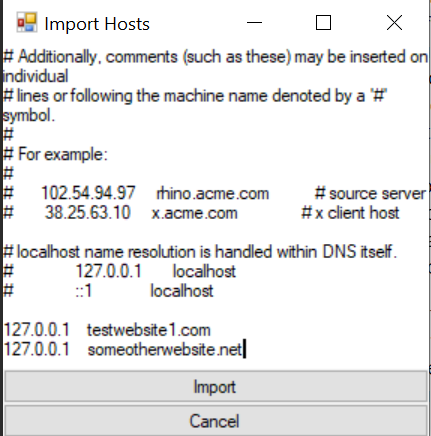 Import Hosts
# Additionally, comments (such as these) may be inserted on
individual
# lines or following the machine name denoted by a '#'
symbol.
#
# For example:
#
# 102.54.94.97 rhino.acme.com # source server
# 38.25.63.10 x.acme.com # x client host
# localhost name resolution is handled within DNS itself.
# 127.0.0.1 localhost
# ::1 localhost
127.0.0.1 testwebsite1.com
127.0.0.1 someotherwebsite.net
Import
Cancel